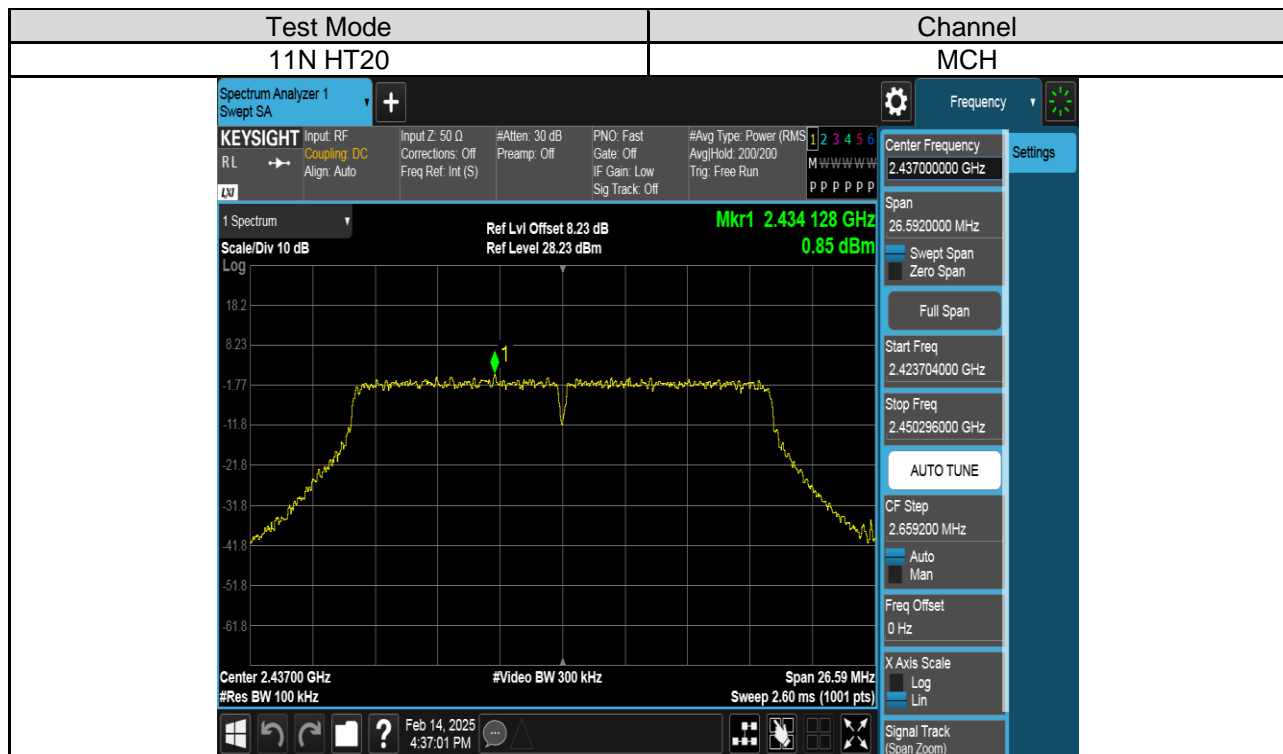 Test Mode Channel
11N HT20 MCH
Spectrum Analyzer 1
Swept SA
+
Frequency
KEYSIGHT
RL
LXI
Input: RF
Coupling: DC
Align: Auto
Input Z: 50 Ω
Corrections: Off
Freq Ref: Int (S)
#Atten: 30 dB
Preamp: Off
PNO: Fast
Gate: Off
IF Gain: Low
Sig Track: Off
#Avg Type: Power (RMS
Avg|Hold: 200/200
Trig: Free Run
1 2 3 4 5 6
M W W W W W
P P P P P P
1 Spectrum
Scale/Div 10 dB
Ref Lvl Offset 8.23 dB
Ref Level 28.23 dBm
Mkr1 2.434 128 GHz
0.85 dBm
Log
18.2
8.23
1
-1.77
-11.8
-21.8
-31.8
-41.8
-51.8
-61.8
Center 2.43700 GHz
#Res BW 100 kHz
#Video BW 300 kHz
Span 26.59 MHz
Sweep 2.60 ms (1001 pts)
Center Frequency
2.437000000 GHz
Settings
Span
26.5920000 MHz
Swept Span
Zero Span
Full Span
Start Freq
2.423704000 GHz
Stop Freq
2.450296000 GHz
AUTO TUNE
CF Step
2.659200 MHz
Auto
Man
Freq Offset
0 Hz
X Axis Scale
Log
Lin
Signal Track
(Span Zoom)
?
Feb 14, 2025
4:37:01 PM